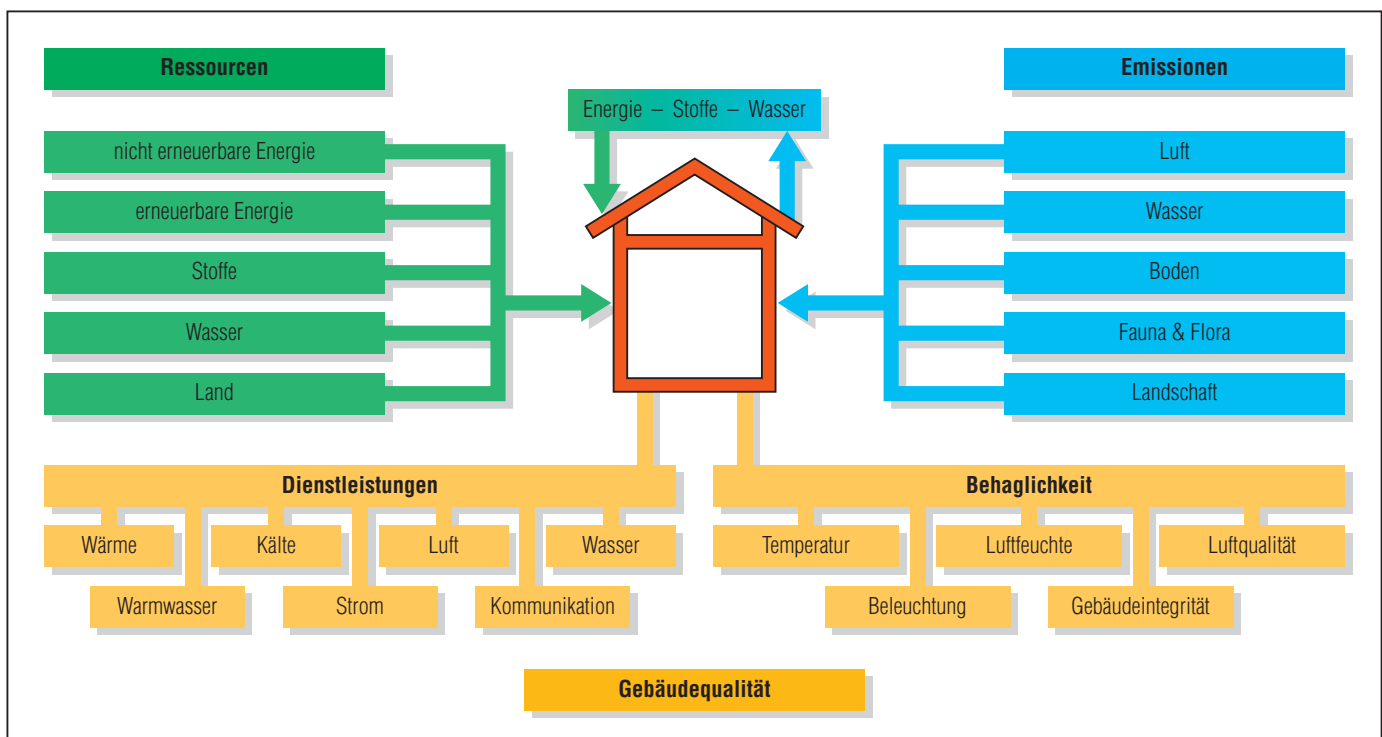 Ressourcen
Emissionen
Energie – Stoffe – Wasser
nicht erneuerbare Energie
erneuerbare Energie
Stoffe
Wasser
Land
Luft
Wasser
Boden
Fauna & Flora
Landschaft
Dienstleistungen
Wärme
Kälte
Luft
Wasser
Warmwasser
Strom
Kommunikation
Behaglichkeit
Temperatur
Luftfeuchte
Luftqualität
Beleuchtung
Gebäudeintegrität
Gebäudequalität